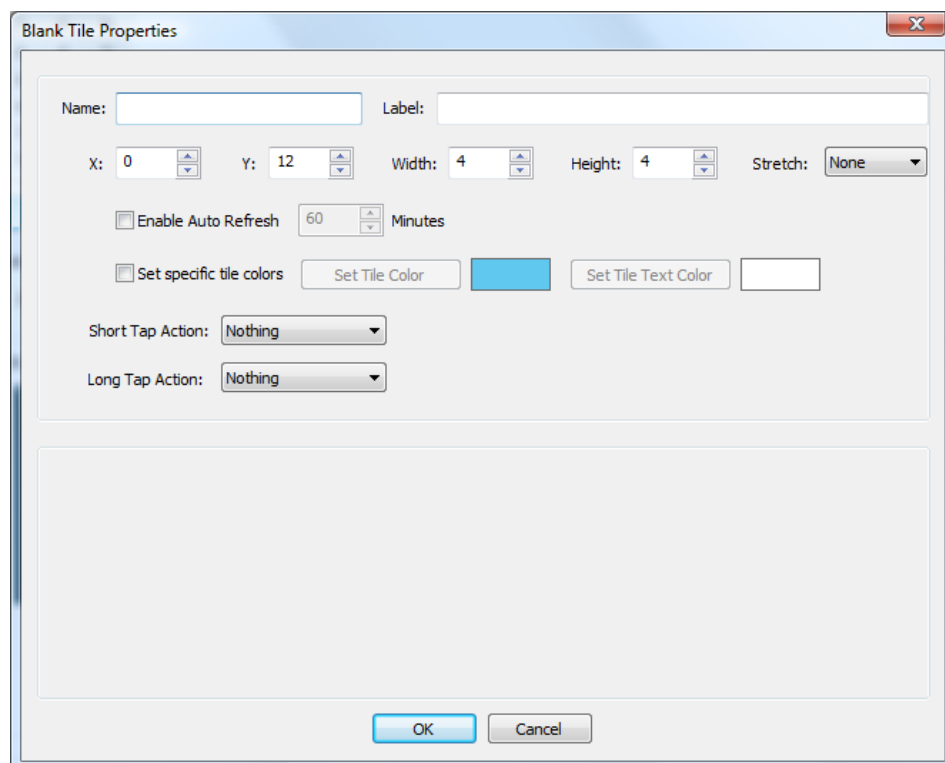 Blank Tile Properties
Name: Label:
X: 0 Y: 12 Width: 4 Height: 4 Stretch: None
Enable Auto Refresh 60 Minutes
Set specific tile colors Set Tile Color Set Tile Text Color
Short Tap Action: Nothing
Long Tap Action: Nothing
OK Cancel